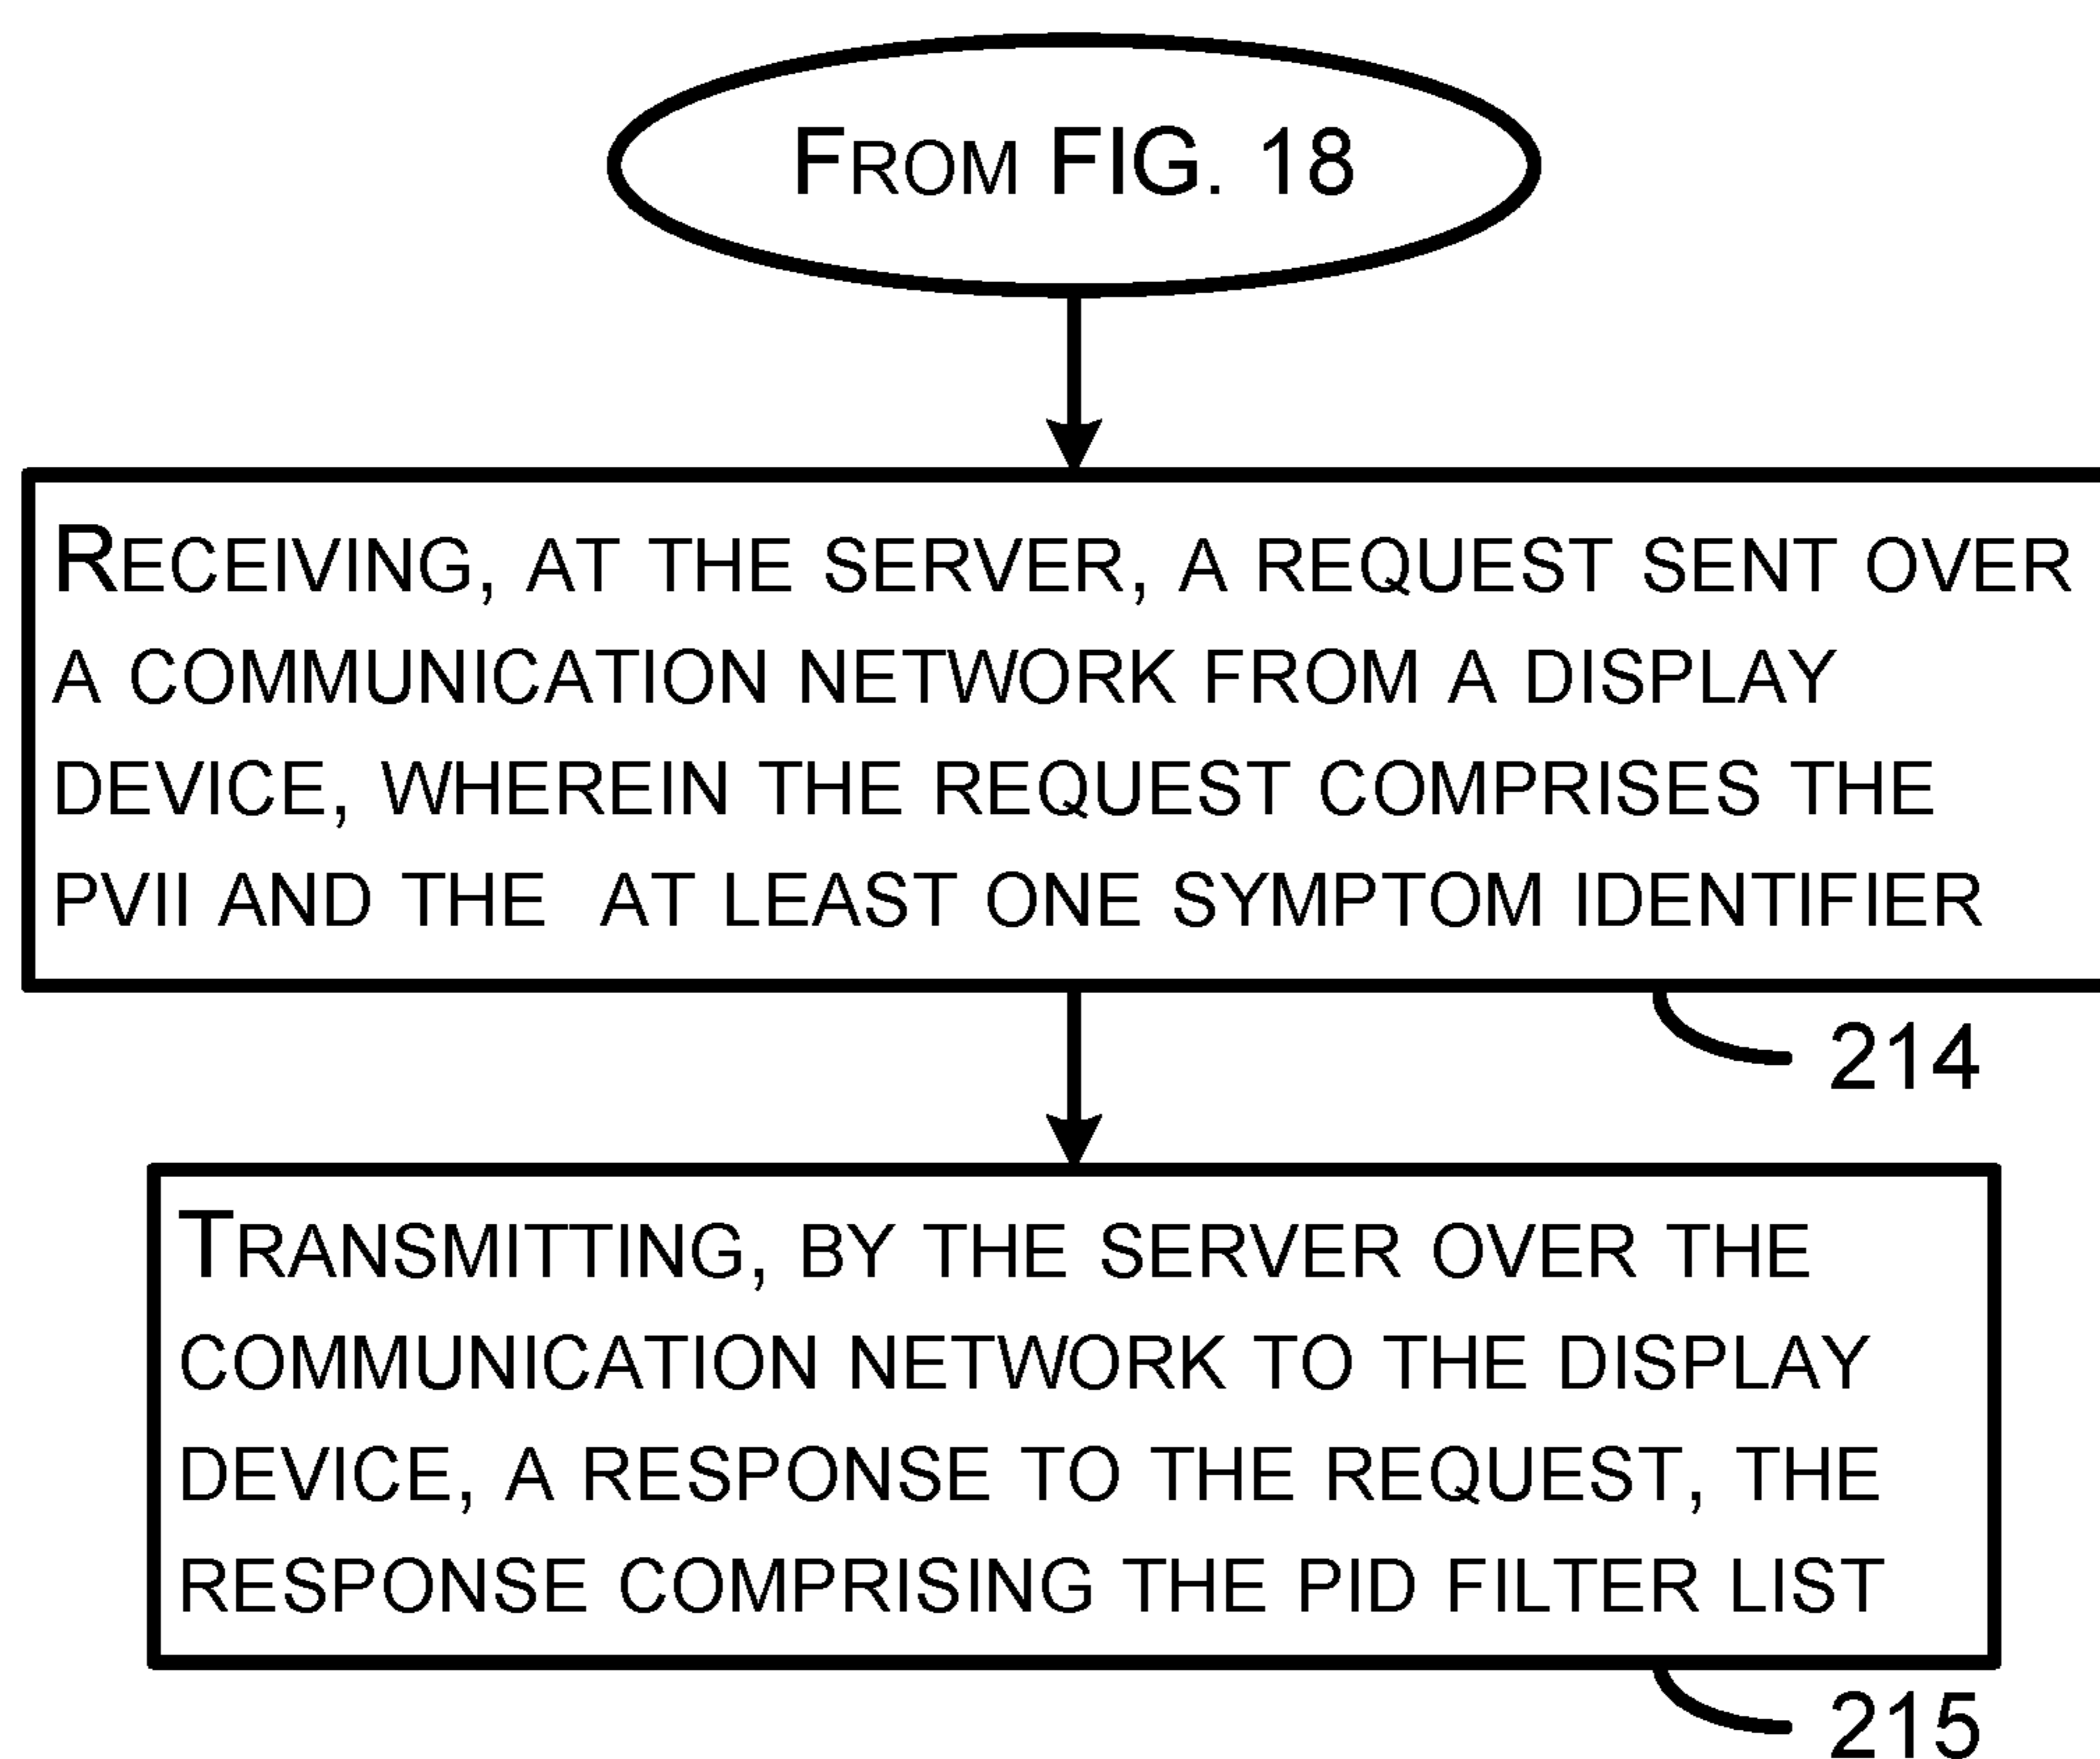 FROM FIG. 18
RECEIVING, AT THE SERVER, A REQUEST SENT OVER
A COMMUNICATION NETWORK FROM A DISPLAY
DEVICE, WHEREIN THE REQUEST COMPRISES THE
PVII AND THE AT LEAST ONE SYMPTOM IDENTIFIER
214
TRANSMITTING, BY THE SERVER OVER THE
COMMUNICATION NETWORK TO THE DISPLAY
DEVICE, A RESPONSE TO THE REQUEST, THE
RESPONSE COMPRISING THE PID FILTER LIST
215